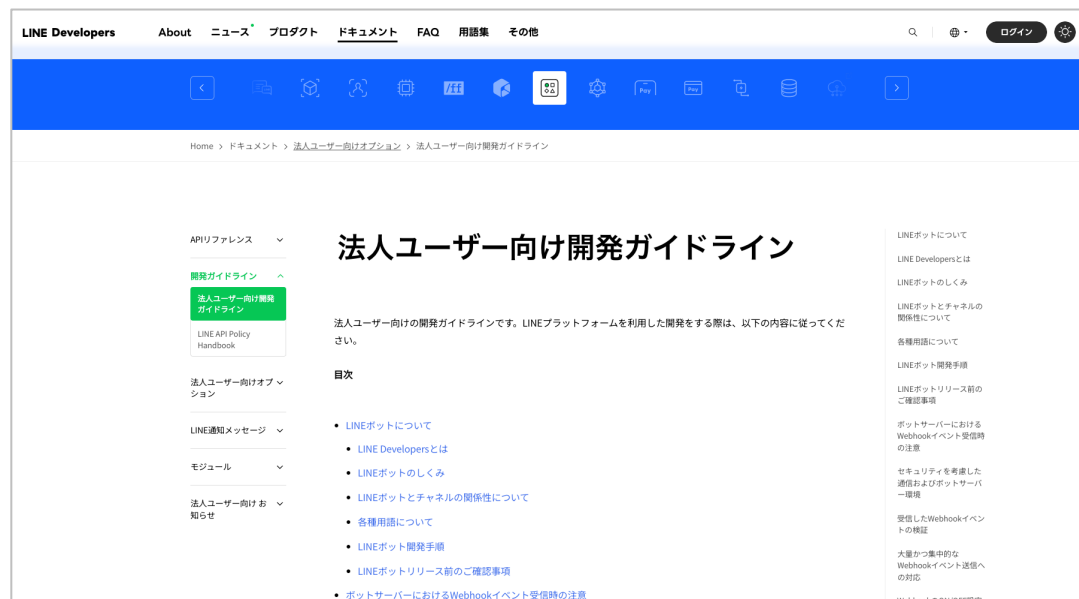 LINE Developers About ニュース プロダクト ドキュメント FAQ 用語集 その他 ログイン
LIFF Pay Pay
Home > ドキュメント > 法人ユーザー向けオプション > 法人ユーザー向け開発ガイドライン
APIリファレンス
開発ガイドライン
法人ユーザー向け開発
ガイドライン
LINE API Policy
Handbook
法人ユーザー向けオプ
ション
LINE通知メッセージ
モジュール
法人ユーザー向け お
知らせ
法人ユーザー向け開発ガイドライン
法人ユーザー向けの開発ガイドラインです。LINEプラットフォームを利用した開発をする際は、以下の内容に従ってくだ
さい。
目次
• LINEボットについて
• LINE Developersとは
• LINEボットのしくみ
• LINEボットとチャネルの関係性について
• 各種用語について
• LINEボット開発手順
• LINEボットリリース前のご確認事項
• ボットサーバーにおけるWebhookイベント受信時の注意
LINEボットについて
LINE Developersとは
LINEボットのしくみ
LINEボットとチャネルの
関係性について
各種用語について
LINEボット開発手順
LINEボットリリース前の
ご確認事項
ボットサーバーにおける
Webhookイベント受信時
の注意
セキュリティを考慮した
通信およびボットサーバ
ー環境
受信したWebhookイベン
トの検証
大量かつ集中的な
Webhookイベント送信へ
の対応